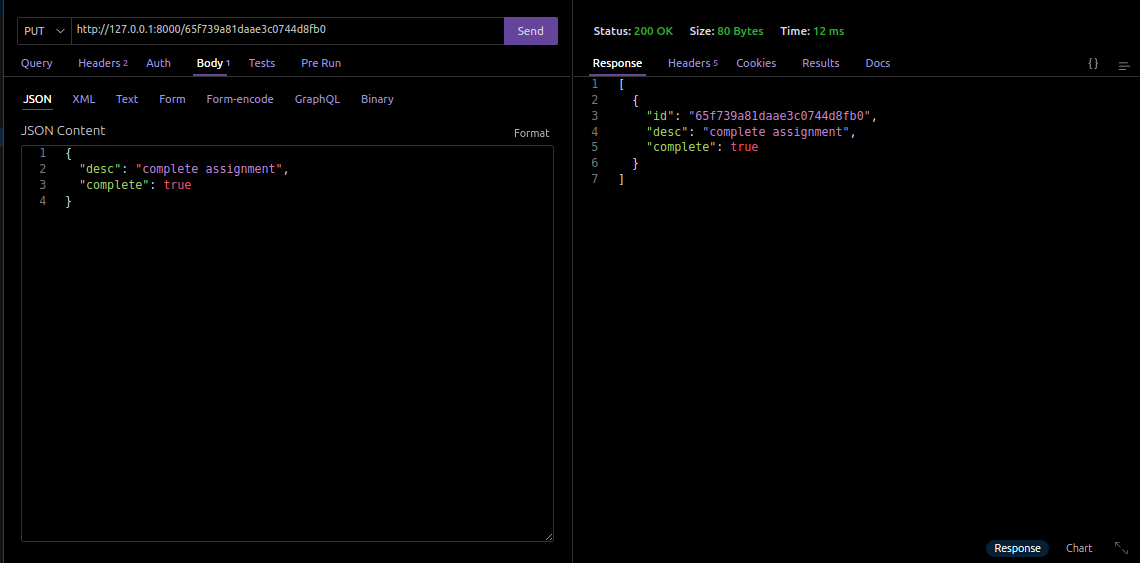 PUT http://127.0.0.1:8000/65f739a81daae3c0744d8fb0 Send
Query Headers 2 Auth Body 1 Tests Pre Run
JSON XML Text Form Form-encode GraphQL Binary
JSON Content Format
1 {
2 "desc": "complete assignment",
3 "complete": true
4 }
Status: 200 OK Size: 80 Bytes Time: 12 ms
Response Headers 5 Cookies Results Docs {}
1 [
2 {
3 "id": "65f739a81daae3c0744d8fb0",
4 "desc": "complete assignment",
5 "complete": true
6 }
7 ]
Response Chart